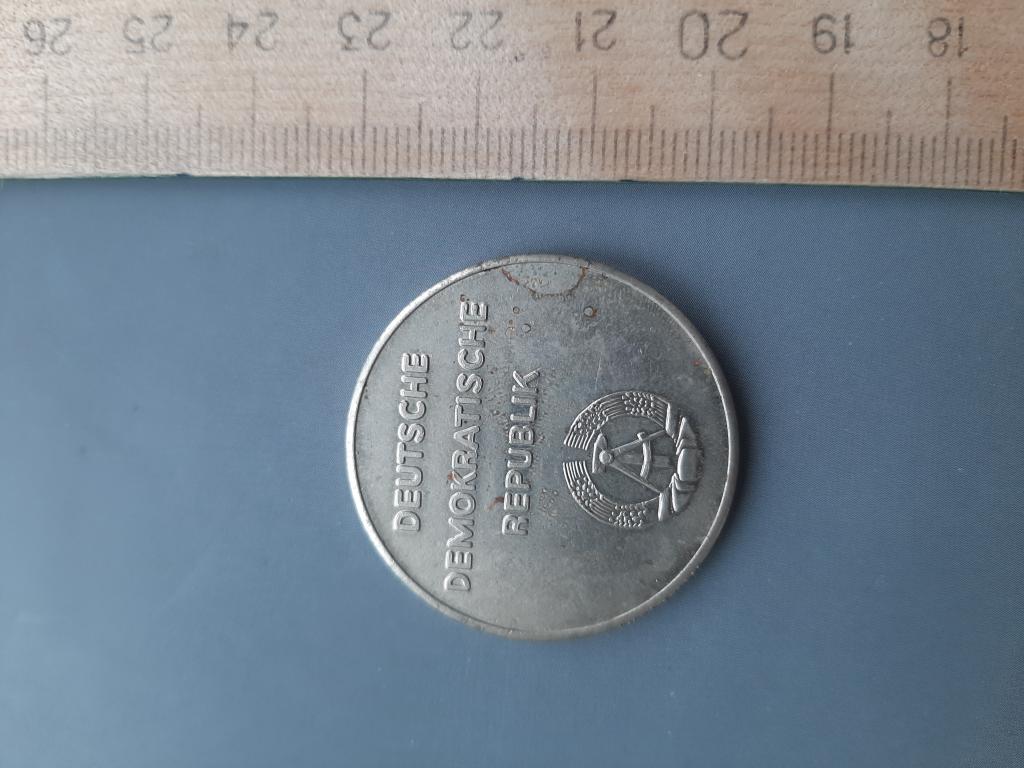 26 25 24 23 22 21 20 19 18
DEUTSCHE
DEMOKRATISCHE
REPUBLIK